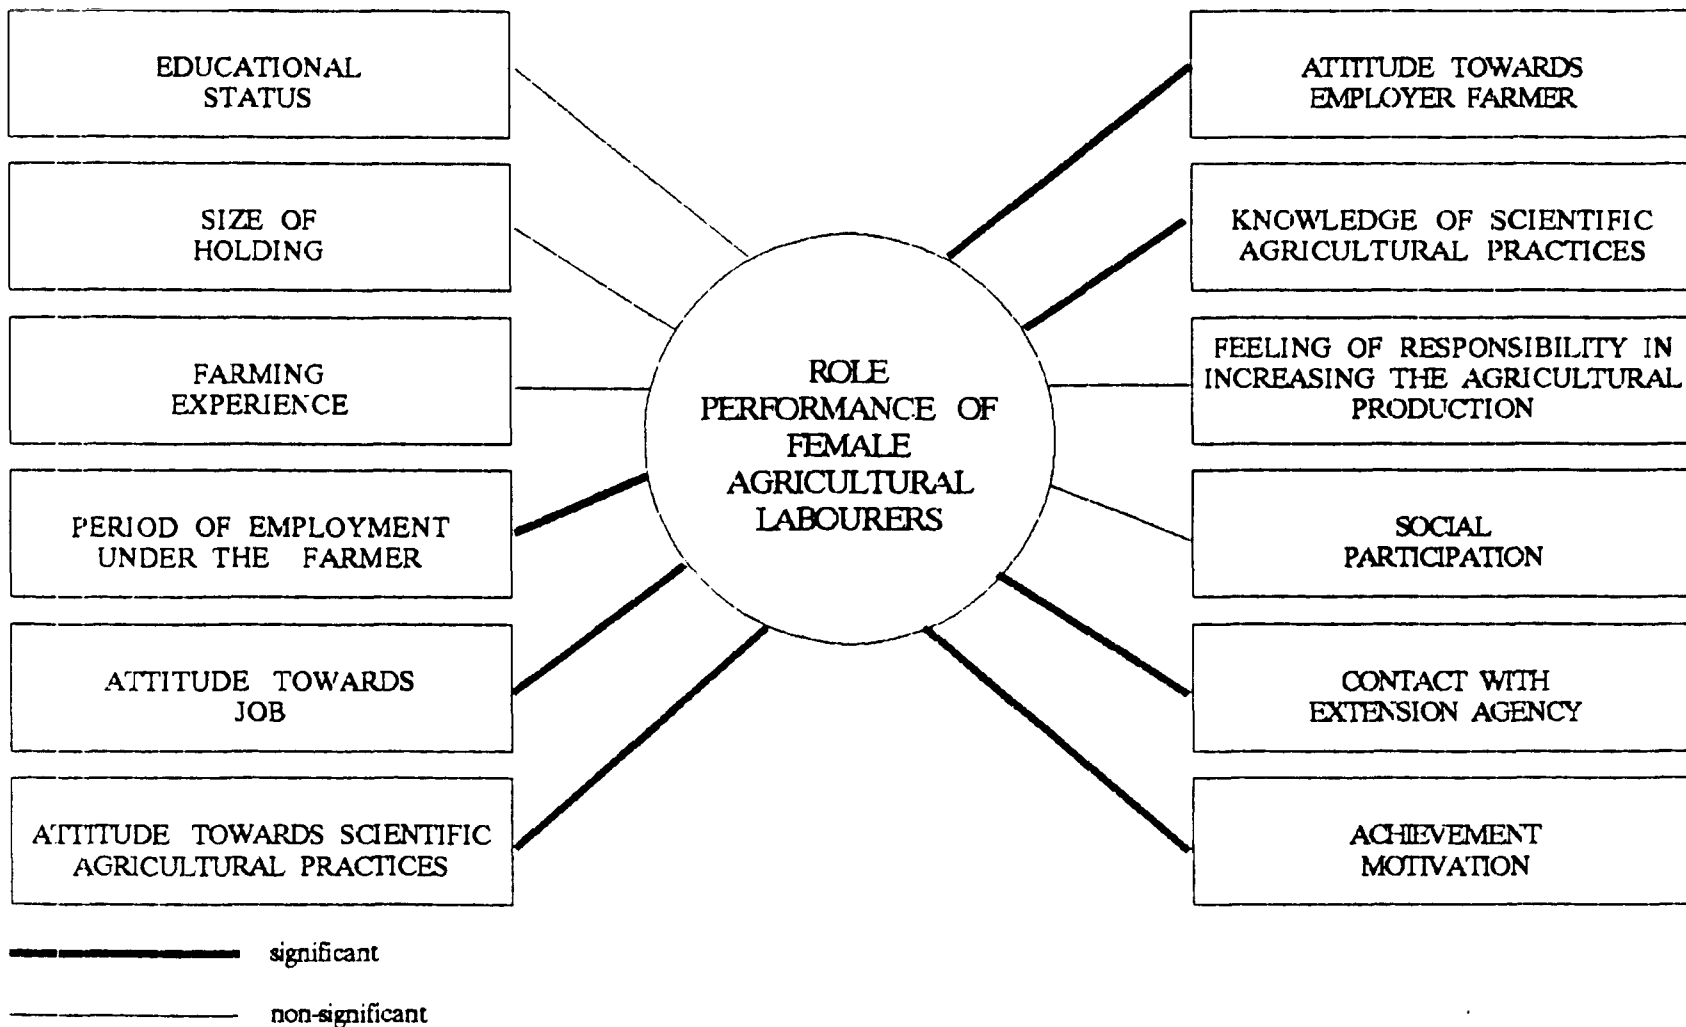 EDUCATIONAL
STATUS
SIZE OF
HOLDING
FARMING
EXPERIENCE
PERIOD OF EMPLOYMENT
UNDER THE FARMER
ATTITUDE TOWARDS
JOB
ATTITUDE TOWARDS SCIENTIFIC
AGRICULTURAL PRACTICES
ROLE
PERFORMANCE OF
FEMALE
AGRICULTURAL
LABOURERS
ATTITUDE TOWARDS
EMPLOYER FARMER
KNOWLEDGE OF SCIENTIFIC
AGRICULTURAL PRACTICES
FEELING OF RESPONSIBILITY IN
INCREASING THE AGRICULTURAL
PRODUCTION
SOCIAL
PARTICIPATION
CONTACT WITH
EXTENSION AGENCY
ACHIEVEMENT
MOTIVATION
significant
non-significant